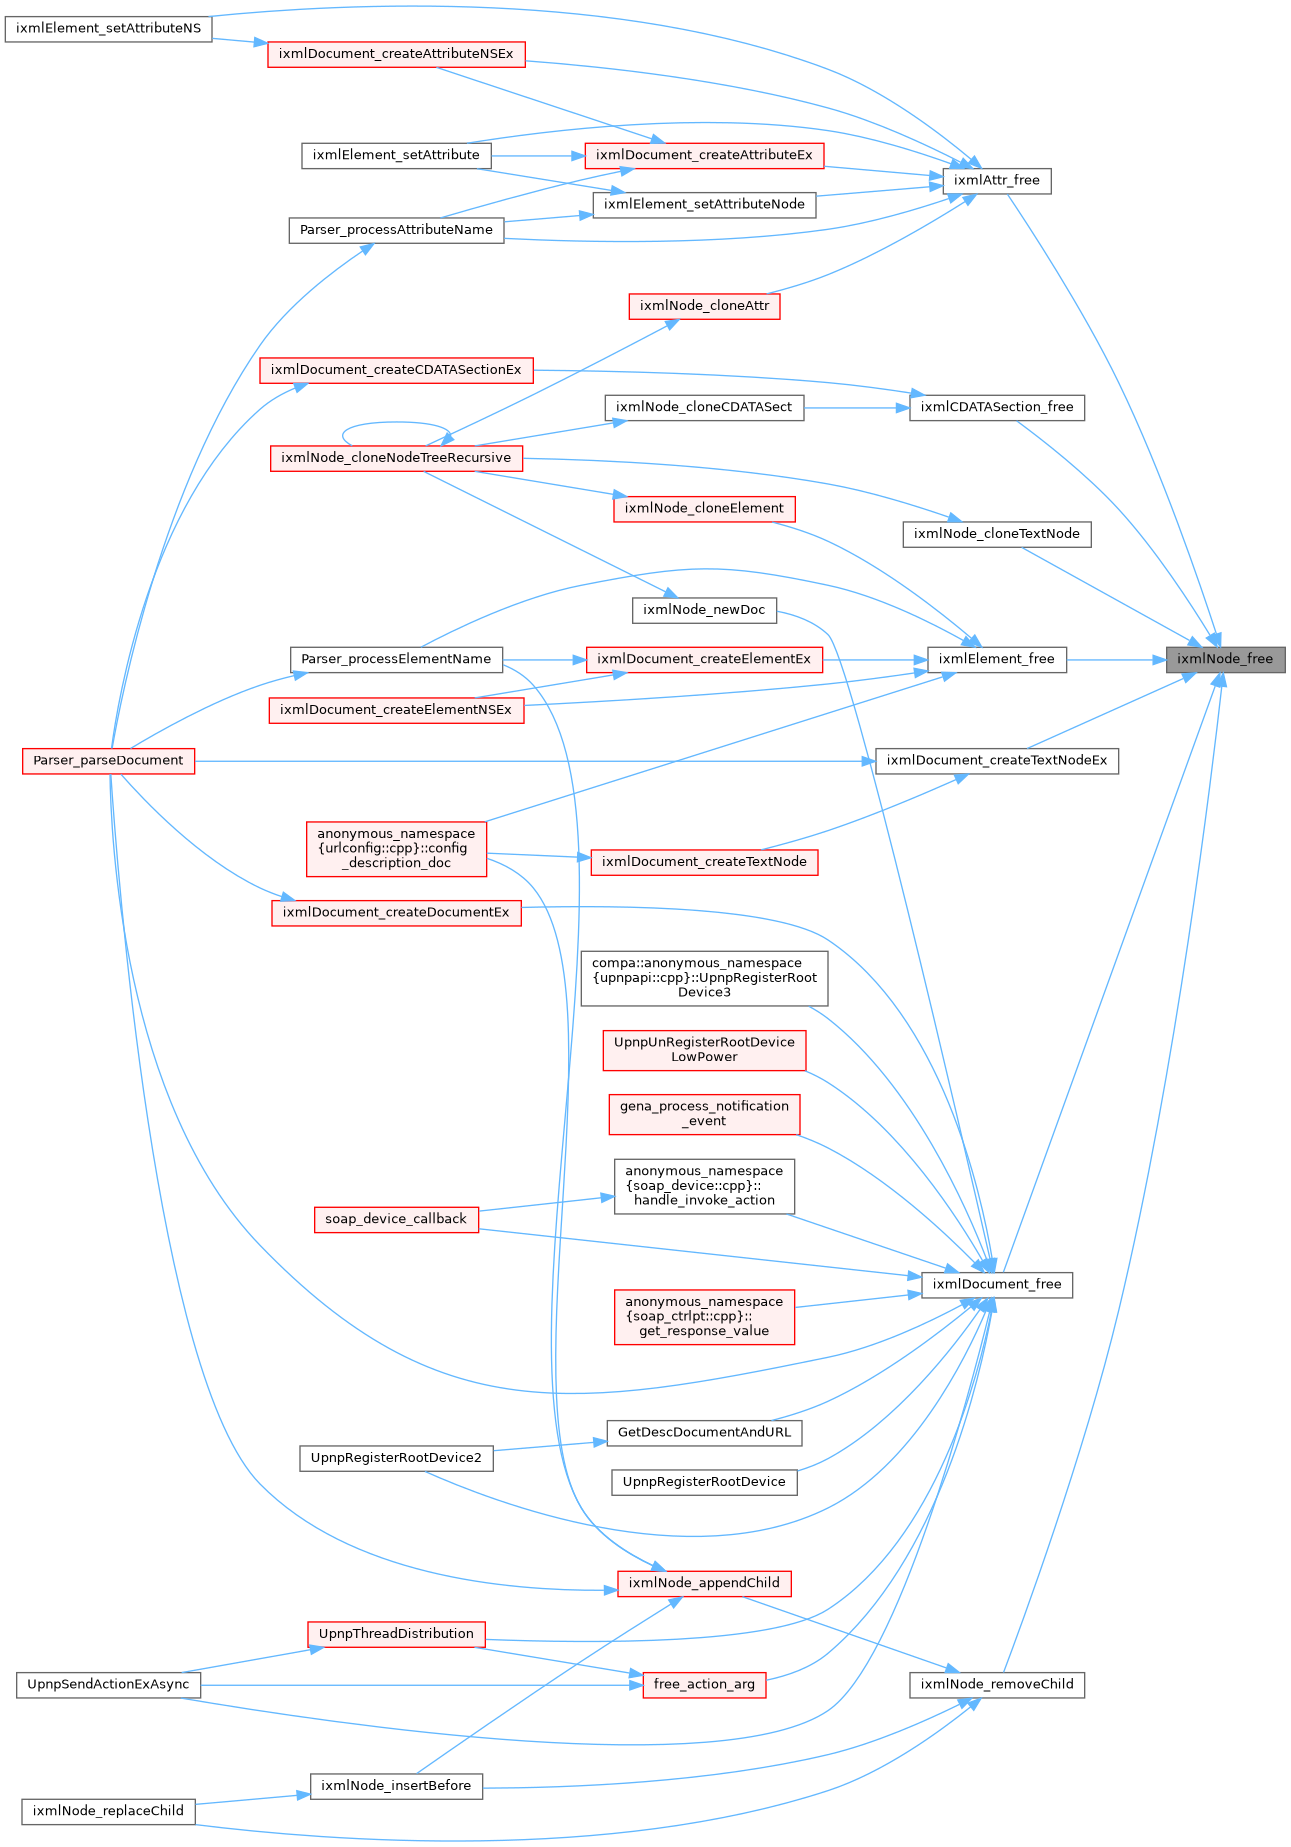 ixmlElement_setAttributeNS
ixmlDocument_createAttributeNSEx
ixmlElement_setAttribute
ixmlDocument_createAttributeEx
ixmlAttr_free
ixmlElement_setAttributeNode
Parser_processAttributeName
ixmlNode_cloneAttr
ixmlDocument_createCDATASectionEx
ixmlNode_cloneCDATASect
ixmlCDATASection_free
ixmlNode_cloneNodeTreeRecursive
ixmlNode_cloneElement
ixmlNode_cloneTextNode
ixmlNode_newDoc
Parser_processElementName
ixmlDocument_createElementEx
ixmlElement_free
ixmlNode_free
ixmlDocument_createElementNSEx
Parser_parseDocument
ixmlDocument_createTextNodeEx
anonymous_namespace
{urlconfig::cpp}::config
_description_doc
ixmlDocument_createTextNode
ixmlDocument_createDocumentEx
compa::anonymous_namespace
{upnpapi::cpp}::UpnpRegisterRoot
Device3
UpnpUnRegisterRootDevice
LowPower
gena_process_notification
_event
anonymous_namespace
{soap_device::cpp}::
handle_invoke_action
soap_device_callback
ixmlDocument_free
anonymous_namespace
{soap_ctrlpt::cpp}::
get_response_value
GetDescDocumentAndURL
UpnpRegisterRootDevice2
UpnpRegisterRootDevice
ixmlNode_appendChild
UpnpThreadDistribution
UpnpSendActionExAsync
free_action_arg
ixmlNode_removeChild
ixmlNode_insertBefore
ixmlNode_replaceChild